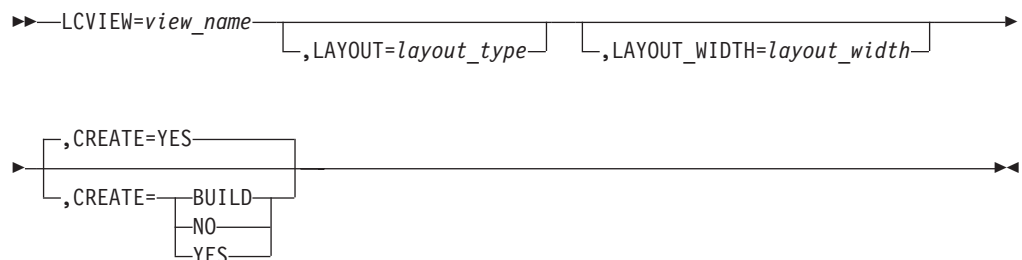 LCVIEW=view_name
,LAYOUT=layout_type
,LAYOUT_WIDTH=layout_width
,CREATE=YES
,CREATE=
BUILD
NO
YES